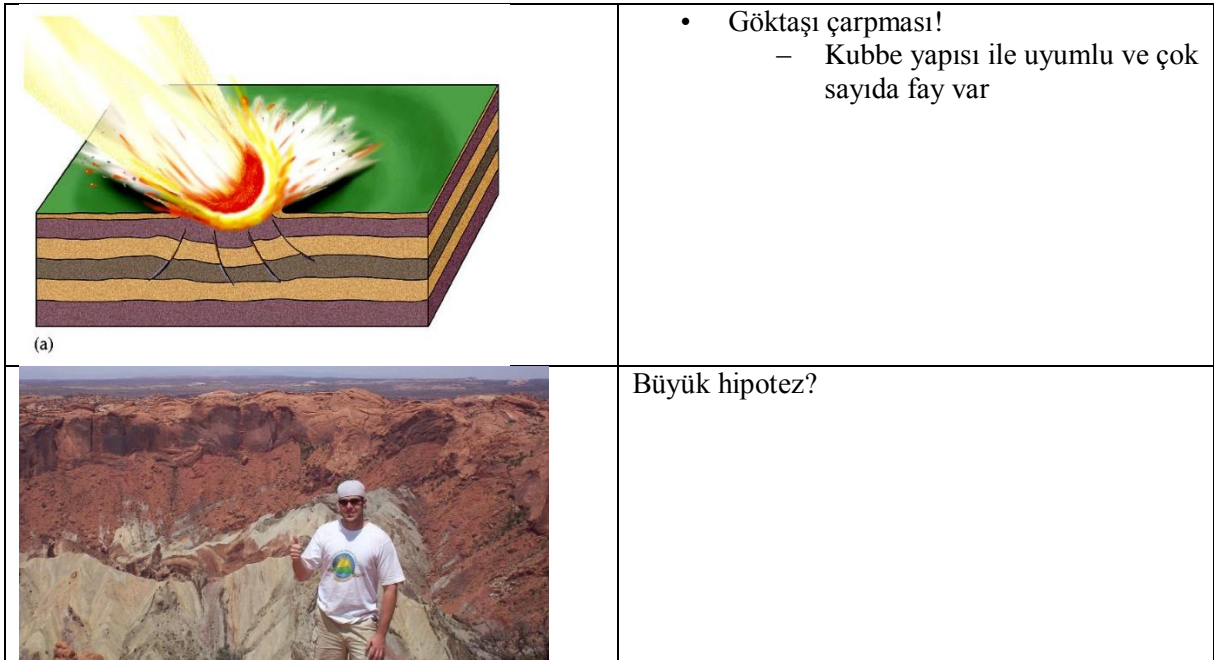 • Göktaşı çarpması!
– Kubbe yapısı ile uyumlu ve çok
sayıda fay var
(a)
Büyük hipotez?